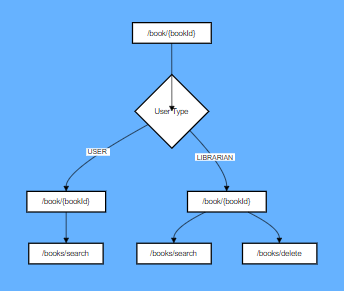 /book/{bookId}
User Type
USER
LIBRARIAN
/book/{bookId}
/book/{bookId}
/books/search
/books/search
/books/delete